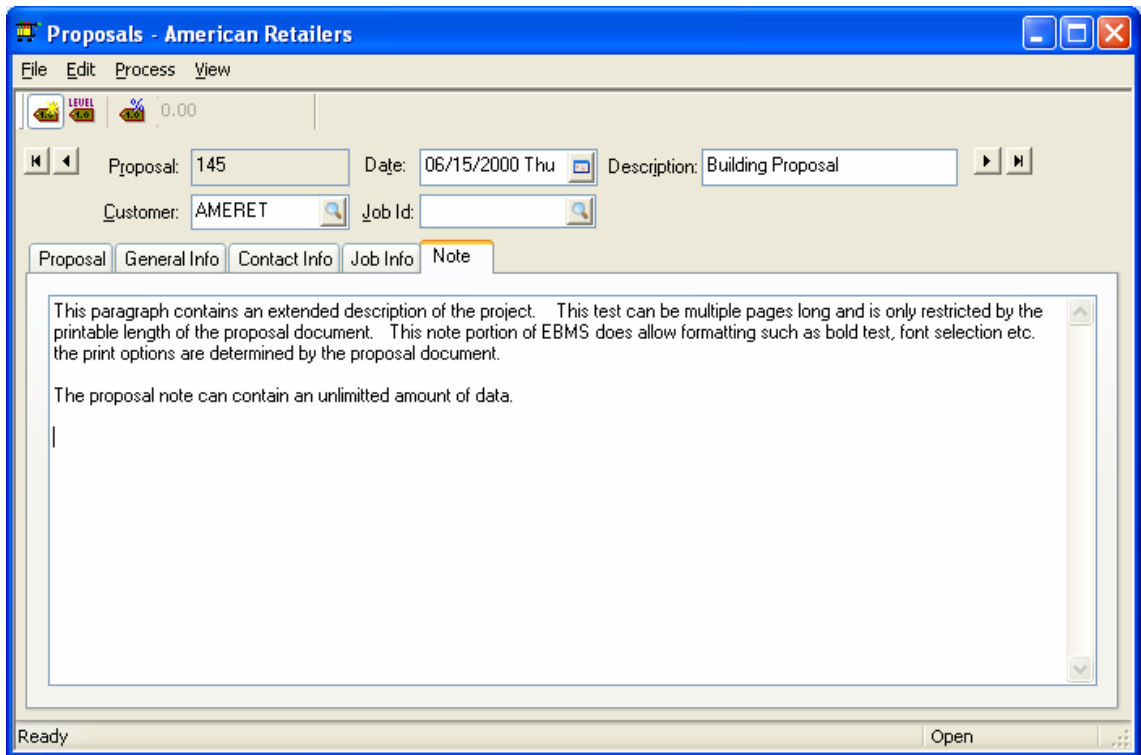 Proposals - American Retailers
File Edit Process View
LEVEL
% 0.00
Proposal: 145 Date: 06/15/2000 Thu Description: Building Proposal
Customer: AMERET Job Id:
Proposal General Info Contact Info Job Info Note
This paragraph contains an extended description of the project. This test can be multiple pages long and is only restricted by the
printable length of the proposal document. This note portion of EBMS does allow formatting such as bold test, font selection etc.
the print options are determined by the proposal document.
The proposal note can contain an unlimitted amount of data.
Ready Open